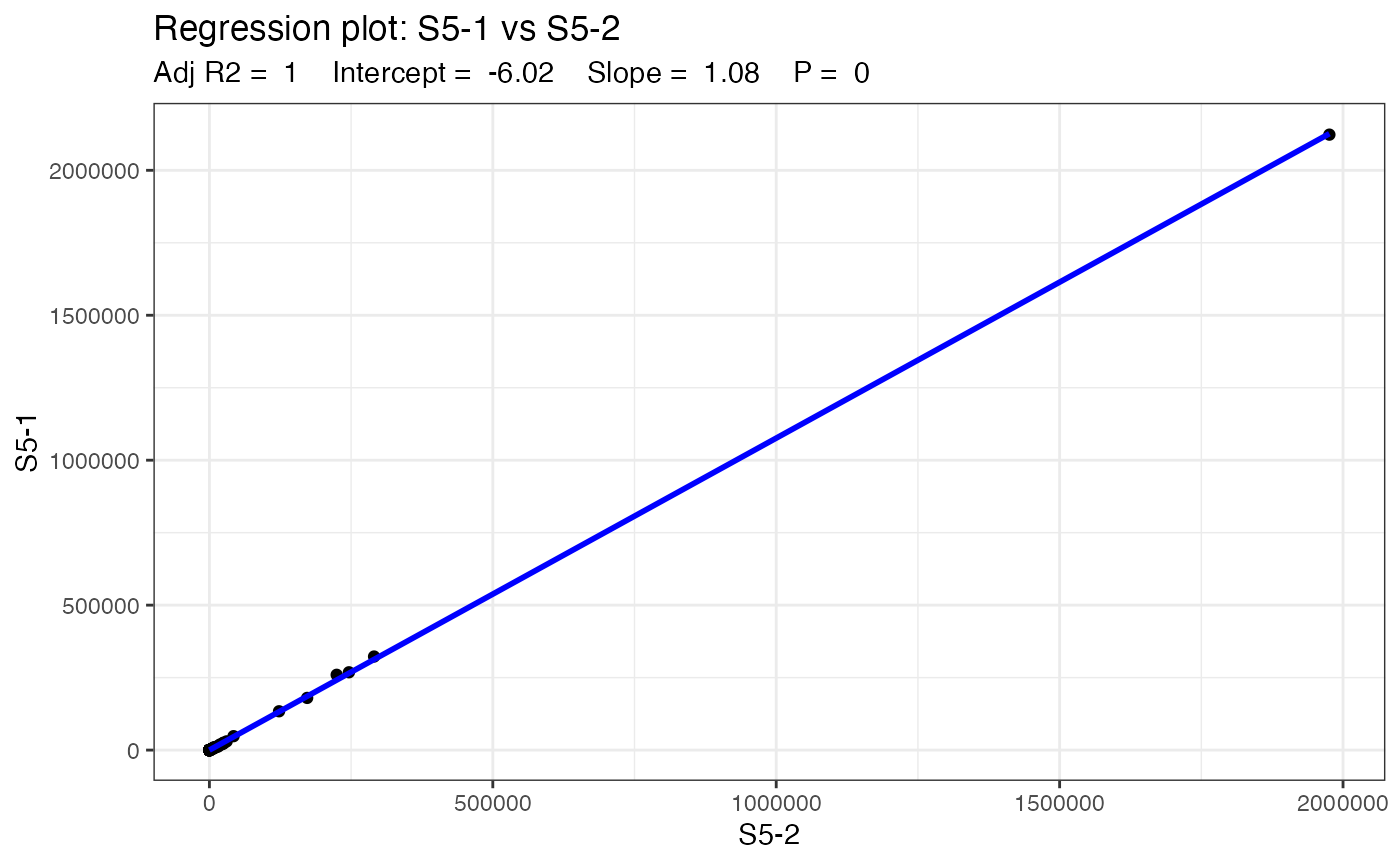 Regression plot: S5-1 vs S5-2
Adj R2 =  1    Intercept =  -6.02    Slope =  1.08    P =  0
2000000
1500000
1000000
500000
0
S5-1
0 500000 1000000 1500000 2000000
S5-2